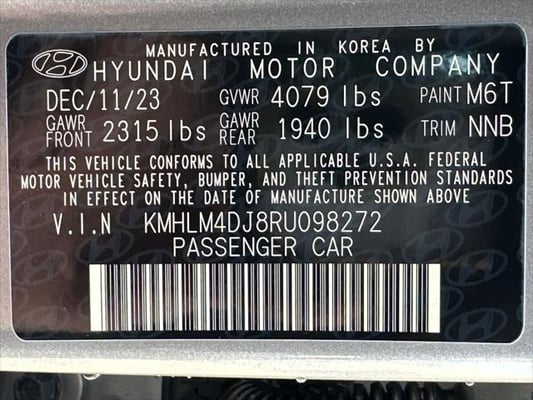 MANUFACTURED IN KOREA BY
HYUNDAI MOTOR COMPANY
DEC/11/23 GVWR 4079 lbs PAINT M6T
GAWR FRONT 2315 lbs GAWR REAR 1940 lbs TRIM NNB
THIS VEHICLE CONFORMS TO ALL APPLICABLE U.S.A. FEDERAL
MOTOR VEHICLE SAFETY, BUMPER, AND THEFT PREVENTION STANDARDS
IN EFFECT ON THE DATE OF MANUFACTURE SHOWN ABOVE
V.I.N KMHLM4DJ8RU098272
PASSENGER CAR